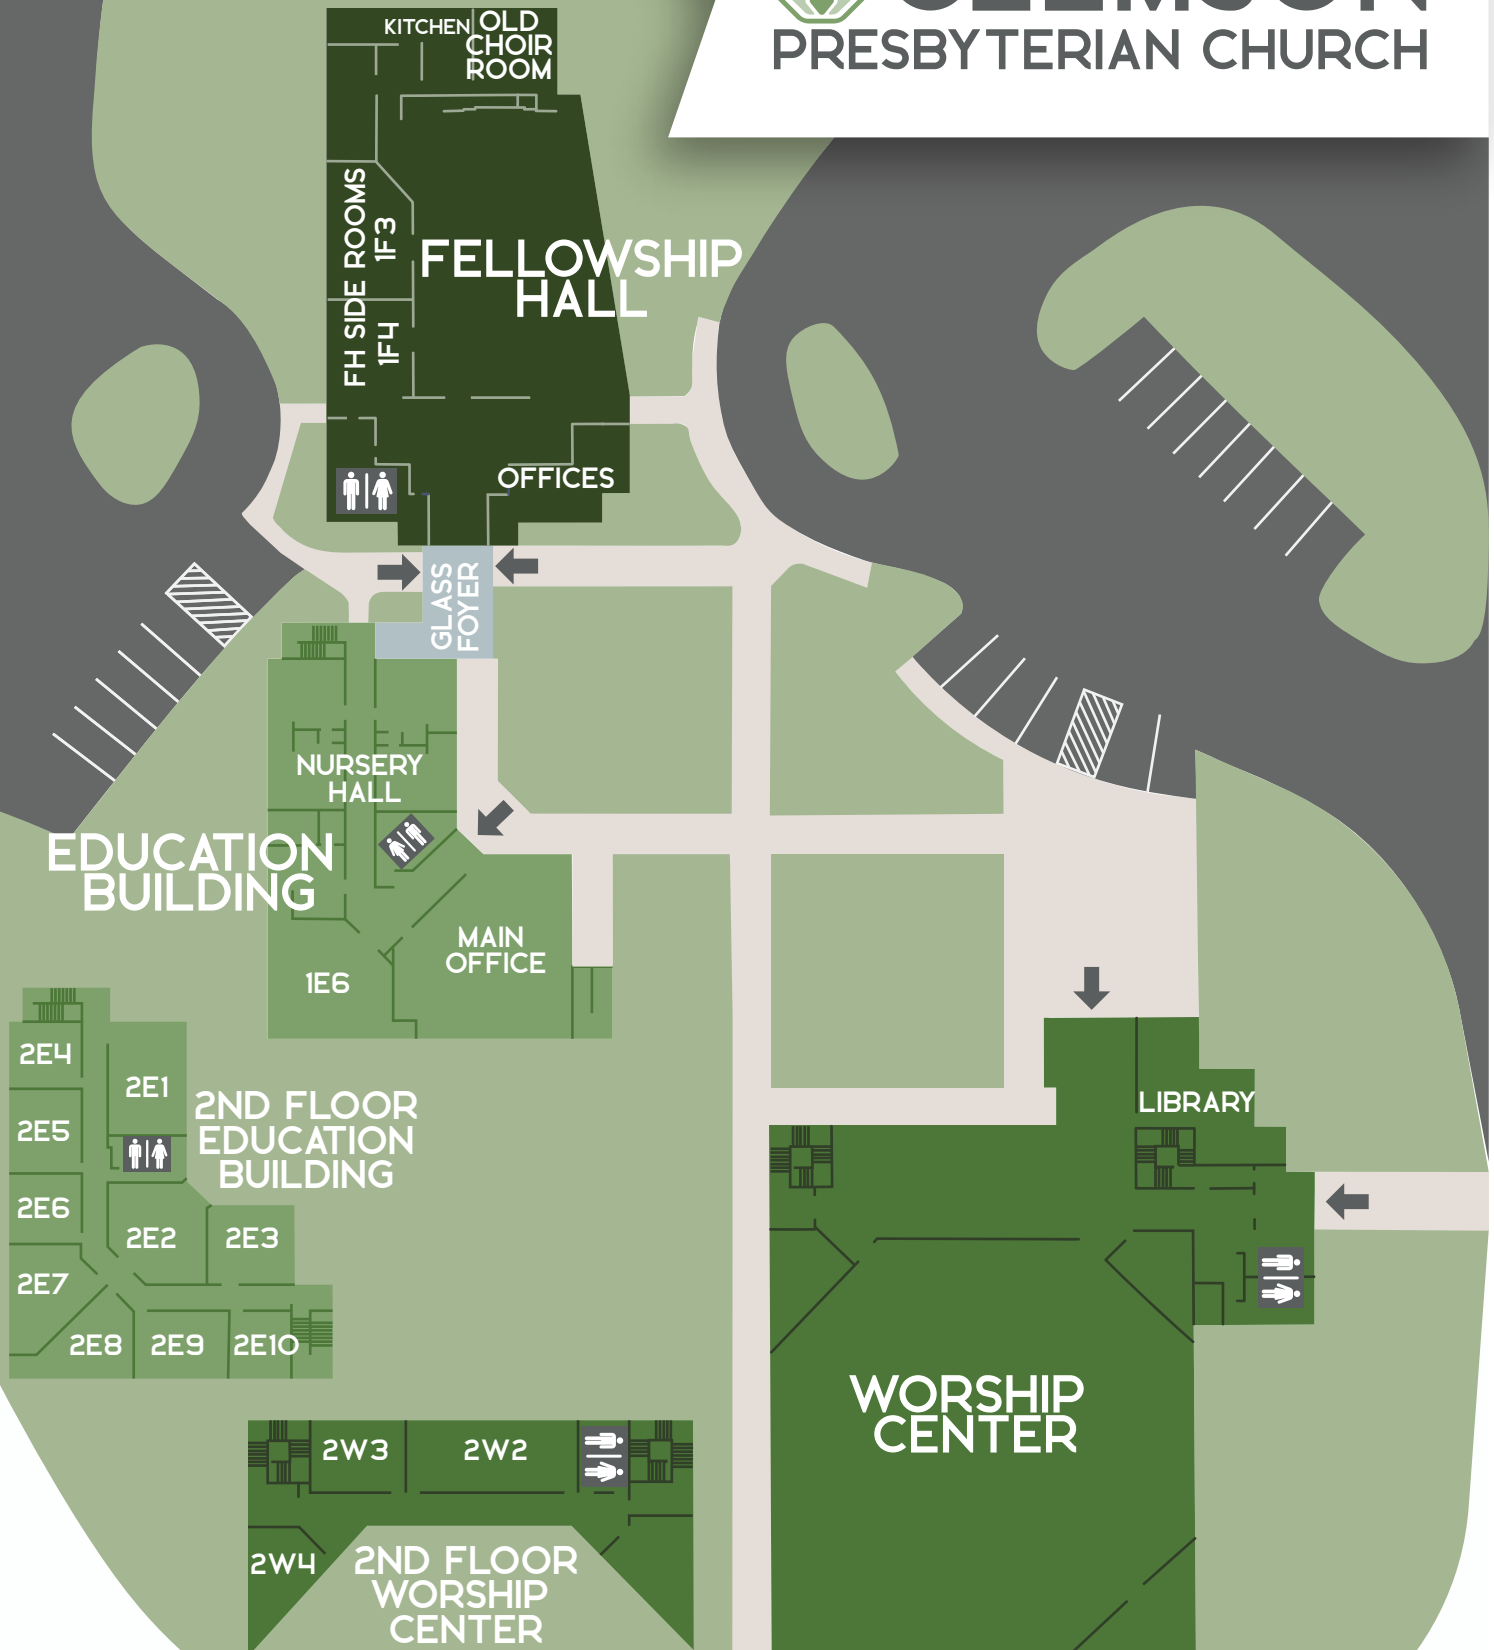 PRESBYTERIAN CHURCH
KITCHEN
OLD
CHOIR
ROOM
FH SIDE ROOMS
1F3
1F4
FELLOWSHIP
HALL
OFFICES
GLASS
FOYER
NURSERY
HALL
EDUCATION
BUILDING
MAIN
OFFICE
1E6
2E4
2E1
2E5
2ND FLOOR
EDUCATION
BUILDING
2E6
2E2
2E3
2E7
2E8
2E9
2E10
LIBRARY
WORSHIP
CENTER
2W3
2W2
2W4
2ND FLOOR
WORSHIP
CENTER